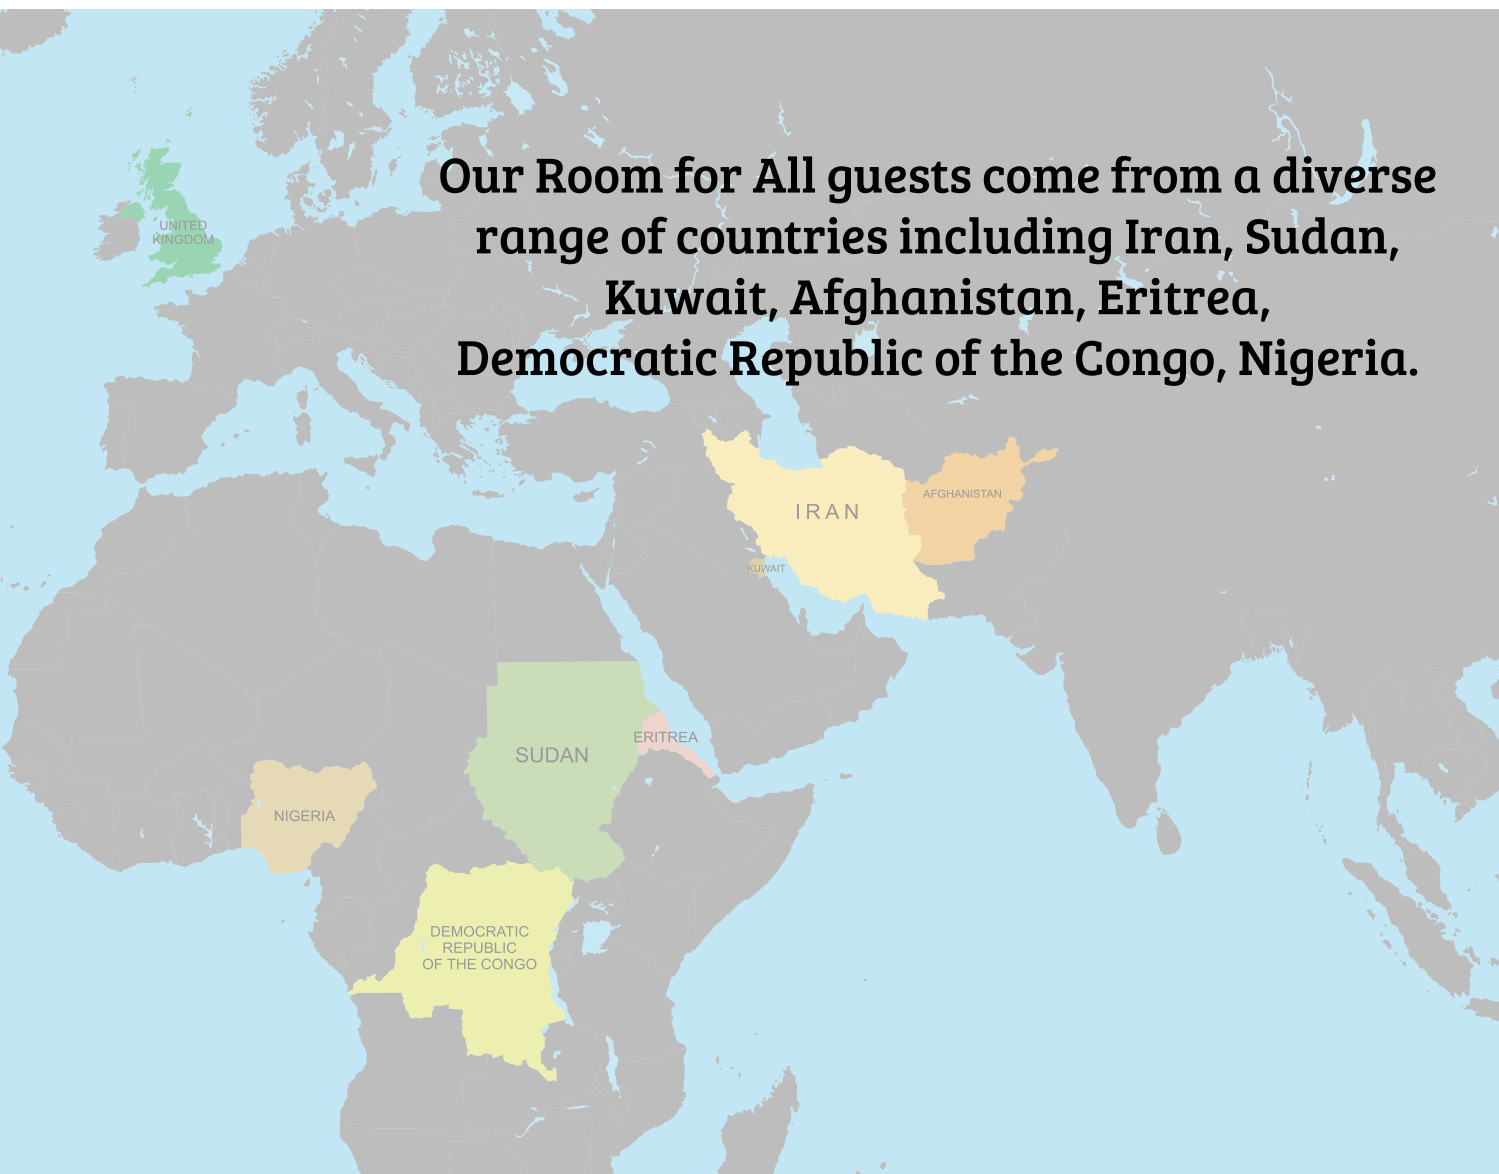 Our Room for All guests come from a diverse
range of countries including Iran, Sudan,
Kuwait, Afghanistan, Eritrea,
Democratic Republic of the Congo, Nigeria.
UNITED
KINGDOM
IRAN
AFGHANISTAN
KUWAIT
SUDAN
ERITREA
NIGERIA
DEMOCRATIC
REPUBLIC
OF THE CONGO